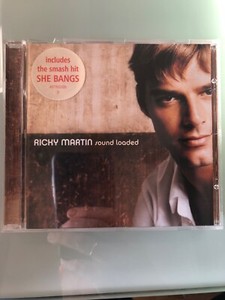 includes
the smash hit
SHE BANGS
RICKY MARTIN sound loaded